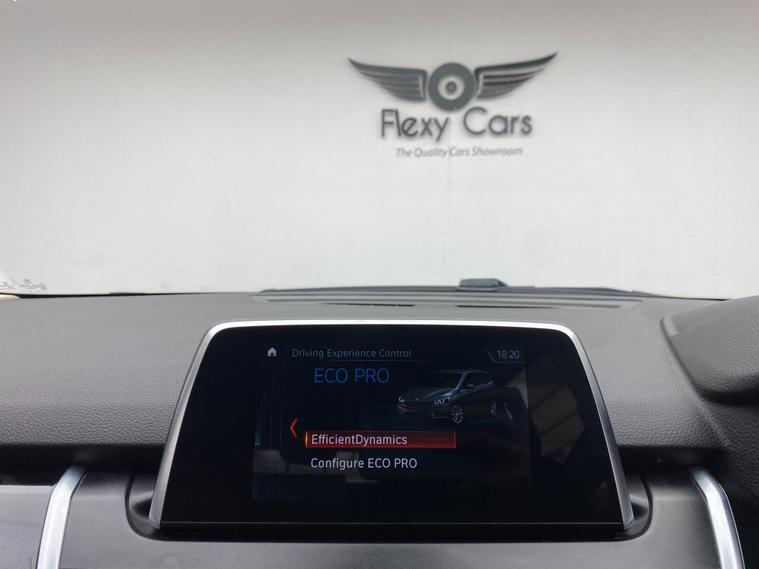 Flexy Cars
The Quality Cars Showroom
Driving Experience Control
18:20
ECO PRO
EfficientDynamics
Configure ECO PRO